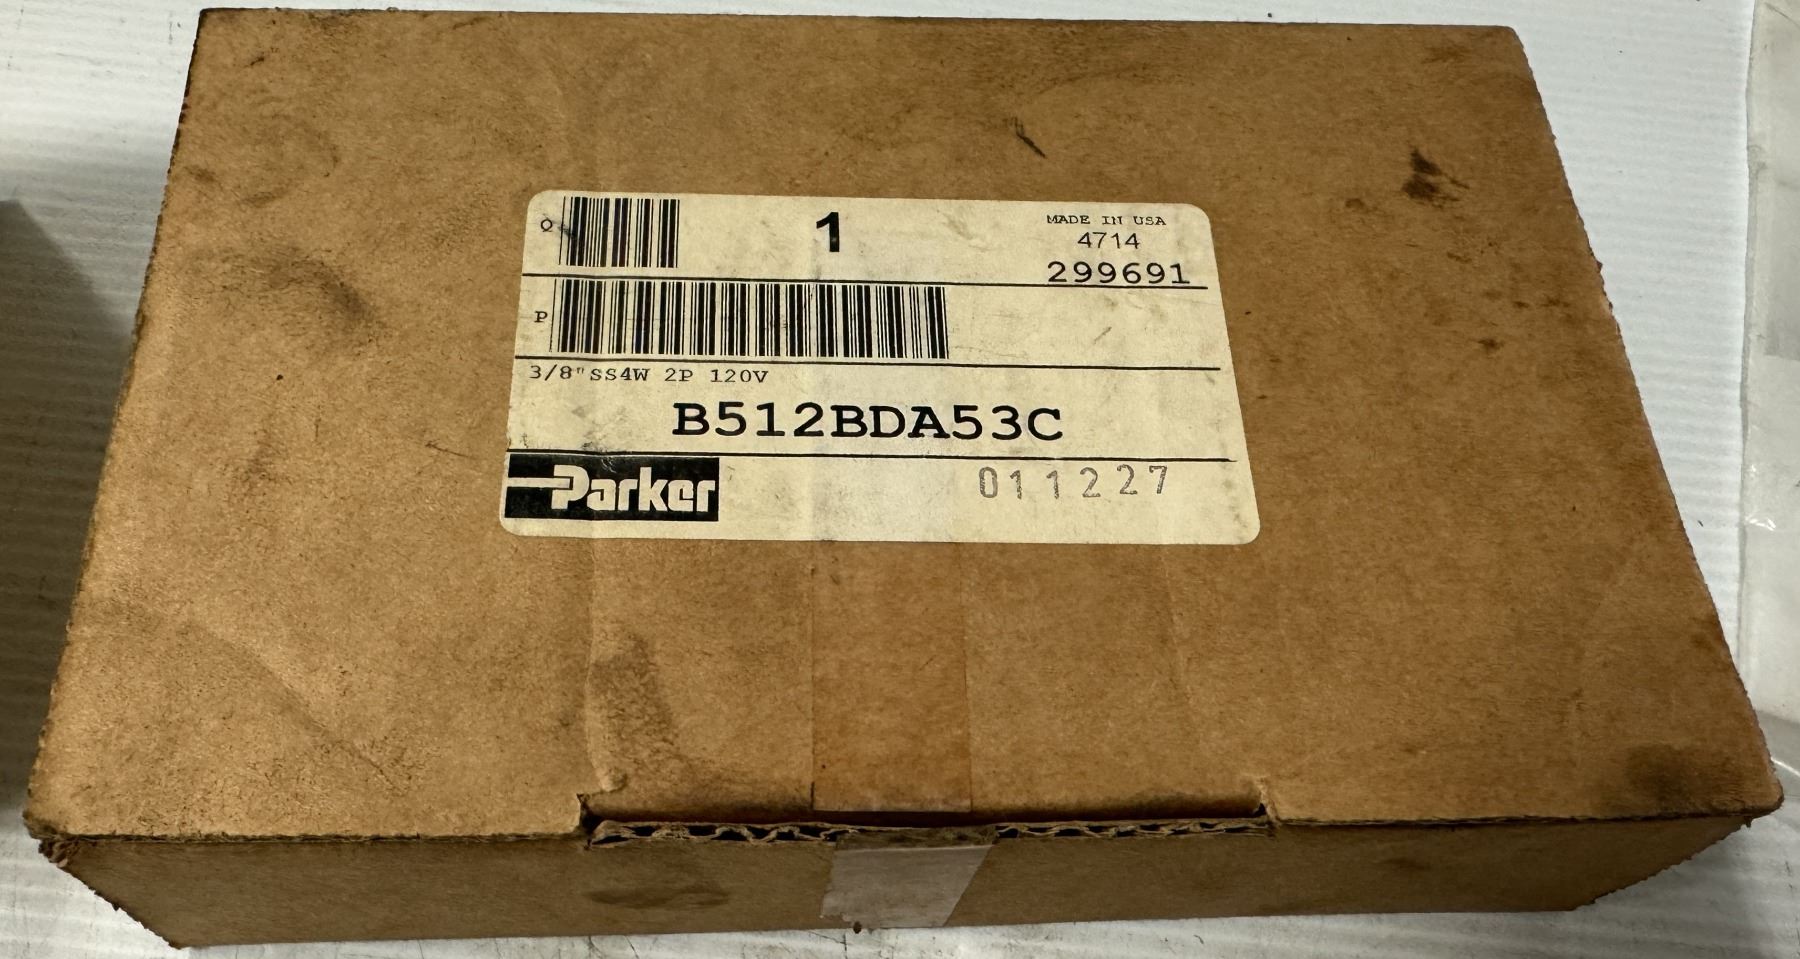 Q
1
MADE IN USA
4714
299691
P
3/8"SS4W 2P 120V
B512BDA53C
Parker
011227